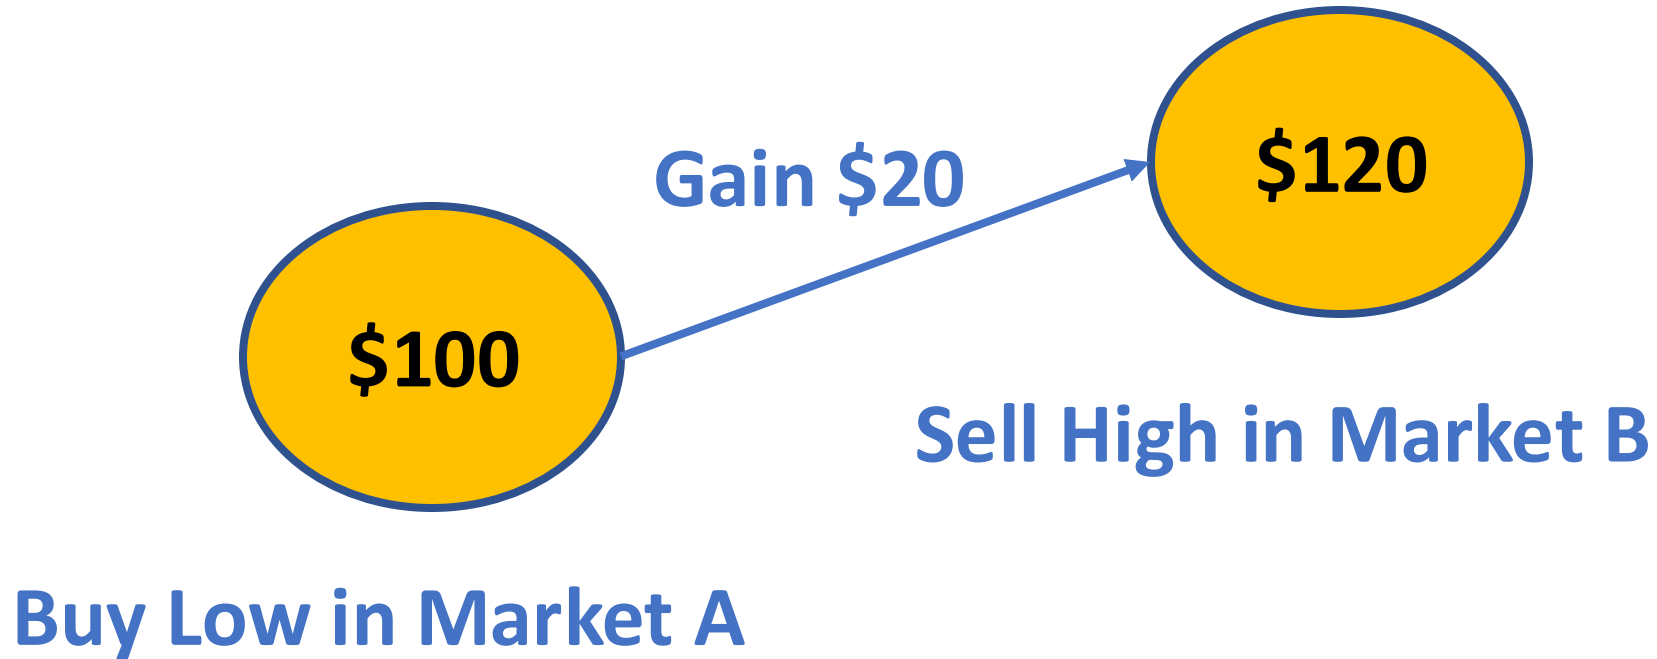 Gain $20
$120
$100
Sell High in Market B
Buy Low in Market A